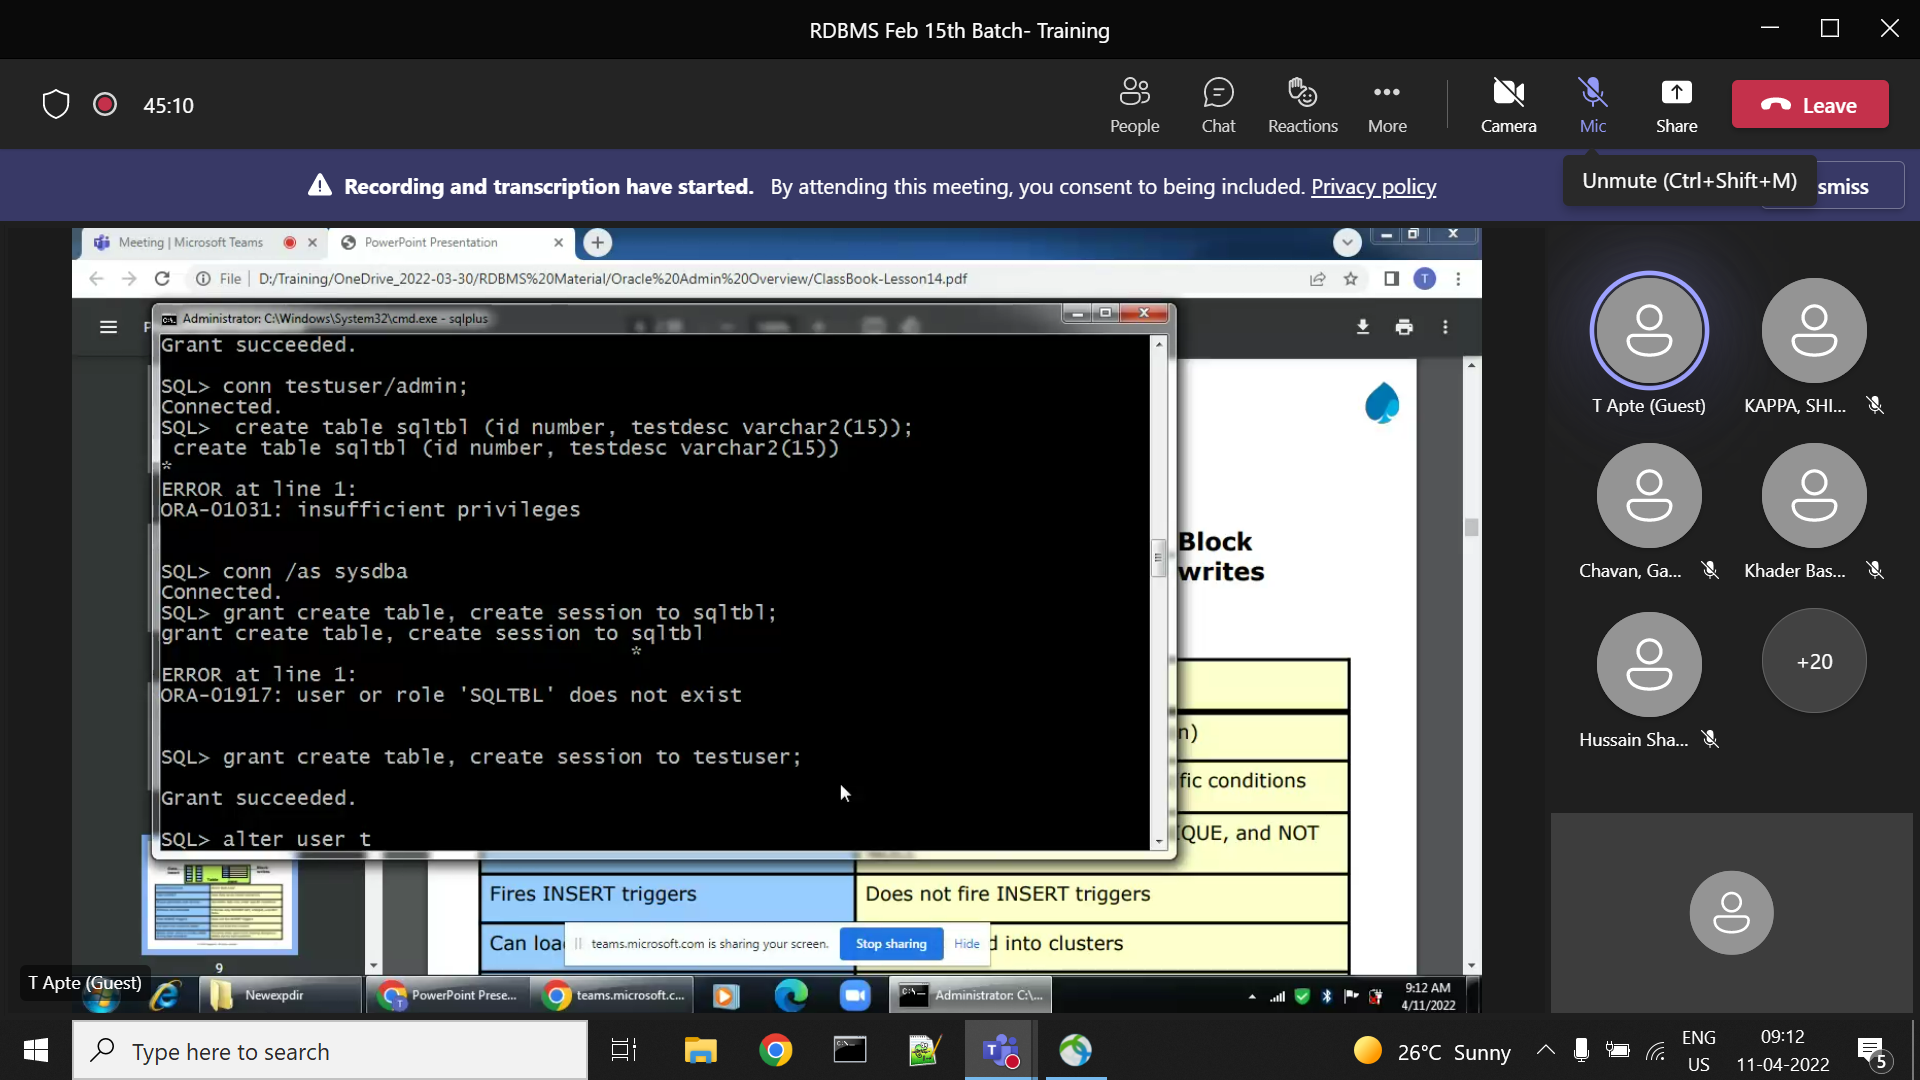 RDBMS Feb 15th Batch- Training
45:10
People
Chat
Reactions
More
Camera
Mic
Share
Leave
Recording and transcription have started. By attending this meeting, you consent to being included. Privacy policy
Unmute (Ctrl+Shift+M)
smiss
Meeting | Microsoft Teams
PowerPoint Presentation
File | D:/Training/OneDrive_2022-03-30/RDBMS%20Material/Oracle%20Admin%20Overview/ClassBook-Lesson14.pdf
T
Administrator: C:\Windows\System32\cmd.exe - sqlplus
Grant succeeded.
SQL> conn testuser/admin;
Connected.
SQL>  create table sqltbl (id number, testdesc varchar2(15));
 create table sqltbl (id number, testdesc varchar2(15))
*
ERROR at line 1:
ORA-01031: insufficient privileges
SQL> conn /as sysdba
Connected.
SQL> grant create table, create session to sqltbl;
grant create table, create session to sqltbl
*
ERROR at line 1:
ORA-01917: user or role 'SQLTBL' does not exist
SQL> grant create table, create session to testuser;
Grant succeeded.
SQL> alter user t
Block
writes
n)
fic conditions
QUE, and NOT
Fires INSERT triggers
Does not fire INSERT triggers
Can loa
d into clusters
teams.microsoft.com is sharing your screen.
Stop sharing
Hide
9
T Apte (Guest)
Newexpdir
PowerPoint Prese...
teams.microsoft.c...
Administrator: C:\...
9:12 AM
4/11/2022
T Apte (Guest)
KAPPA, SHI...
Chavan, Ga...
Khader Bas...
Hussain Sha...
+20
Type here to search
26°C Sunny
ENG
US
09:12
11-04-2022
5